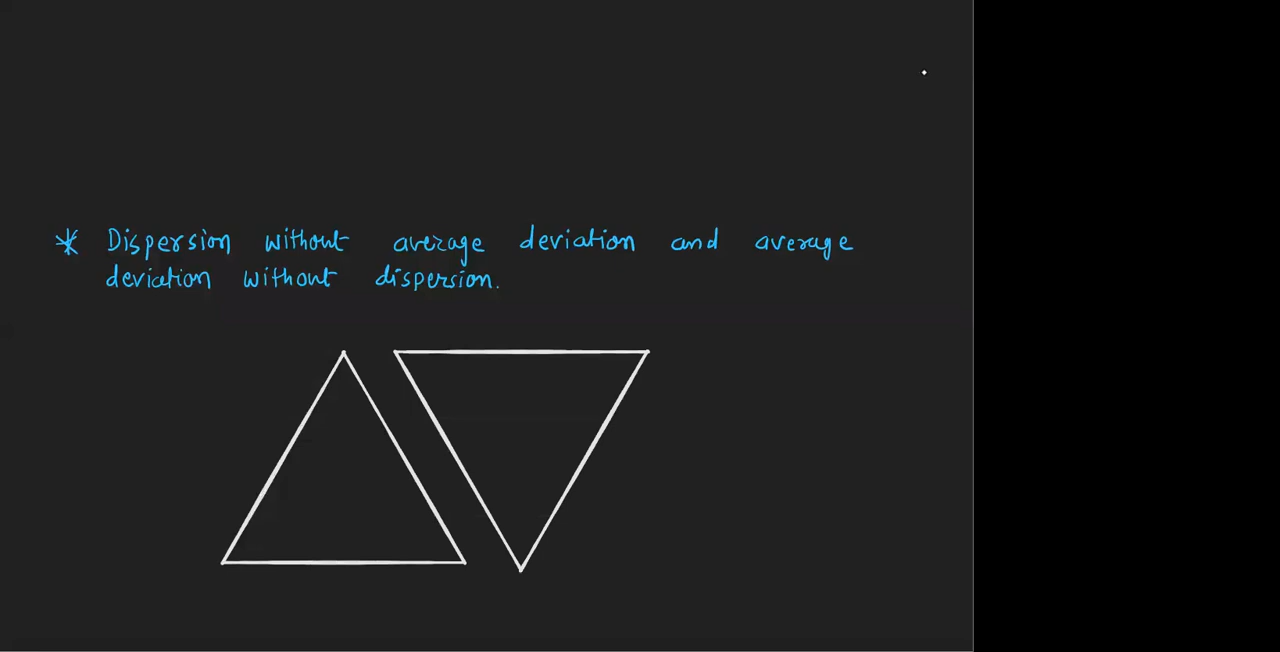 * Dispersion without average deviation and average
deviation without dispersion.